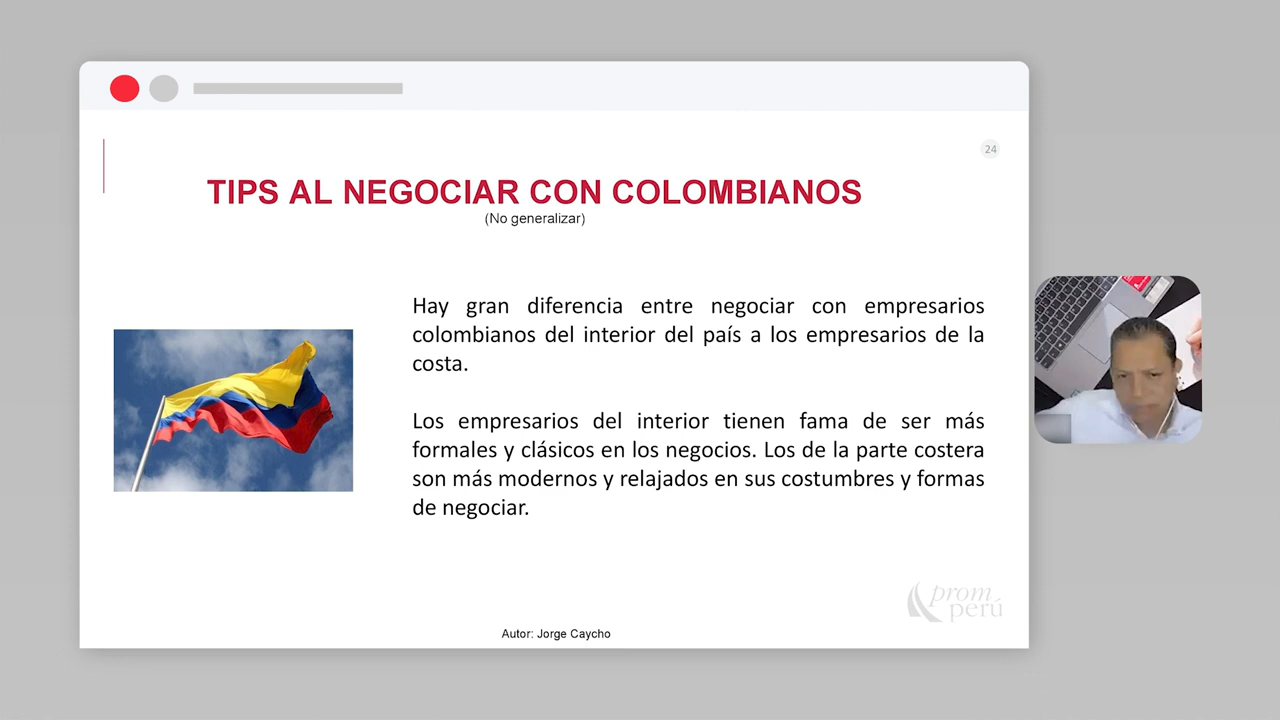 24
TIPS AL NEGOCIAR CON COLOMBIANOS
(No generalizar)
Hay gran diferencia entre negociar con empresarios
colombianos del interior del país a los empresarios de la
costa.
Los empresarios del interior tienen fama de ser más
formales y clásicos en los negocios. Los de la parte costera
son más modernos y relajados en sus costumbres y formas
de negociar.
prom
perú
Autor: Jorge Caycho